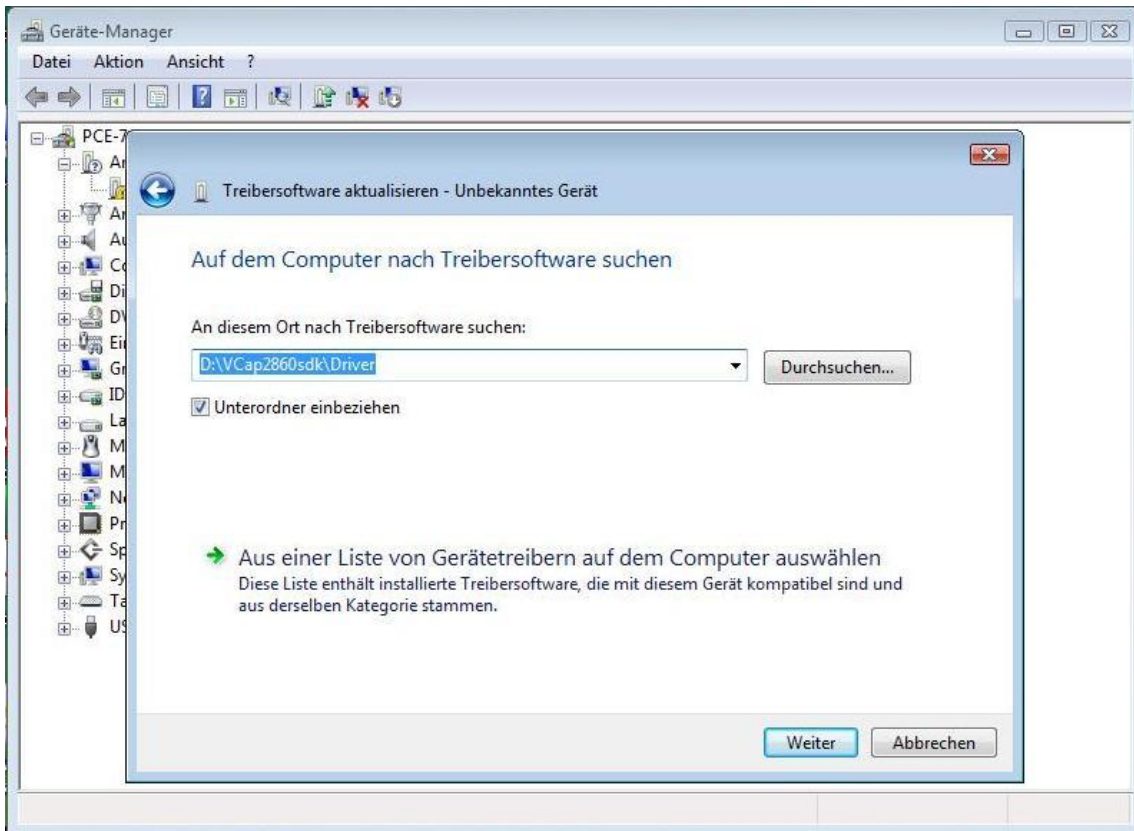 Geräte-Manager
Datei Aktion Ansicht ?
PCE-7
Treibersoftware aktualisieren - Unbekanntes Gerät
Auf dem Computer nach Treibersoftware suchen
An diesem Ort nach Treibersoftware suchen:
D:\VCap2860sdk\Driver
Durchsuchen...
Unterordner einbeziehen
Aus einer Liste von Gerätetreibern auf dem Computer auswählen
Diese Liste enthält installierte Treibersoftware, die mit diesem Gerät kompatibel sind und
aus derselben Kategorie stammen.
Weiter Abbrechen